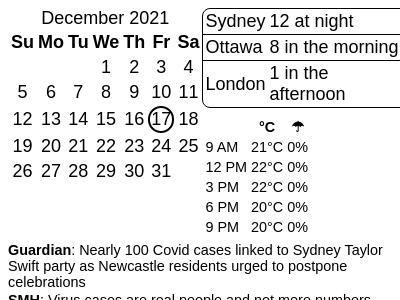 December 2021
Su Mo Tu We Th Fr Sa
1 2 3 4
5 6 7 8 9 10 11
12 13 14 15 16 17 18
19 20 21 22 23 24 25
26 27 28 29 30 31
Sydney 12 at night
Ottawa 8 in the morning
London 1 in the
afternoon
°C ☂
9 AM 21°C 0%
12 PM 22°C 0%
3 PM 22°C 0%
6 PM 20°C 0%
9 PM 20°C 0%
Guardian: Nearly 100 Covid cases linked to Sydney Taylor
Swift party as Newcastle residents urged to postpone
celebrations
SMH: Virus cases are real people and not mere numbers